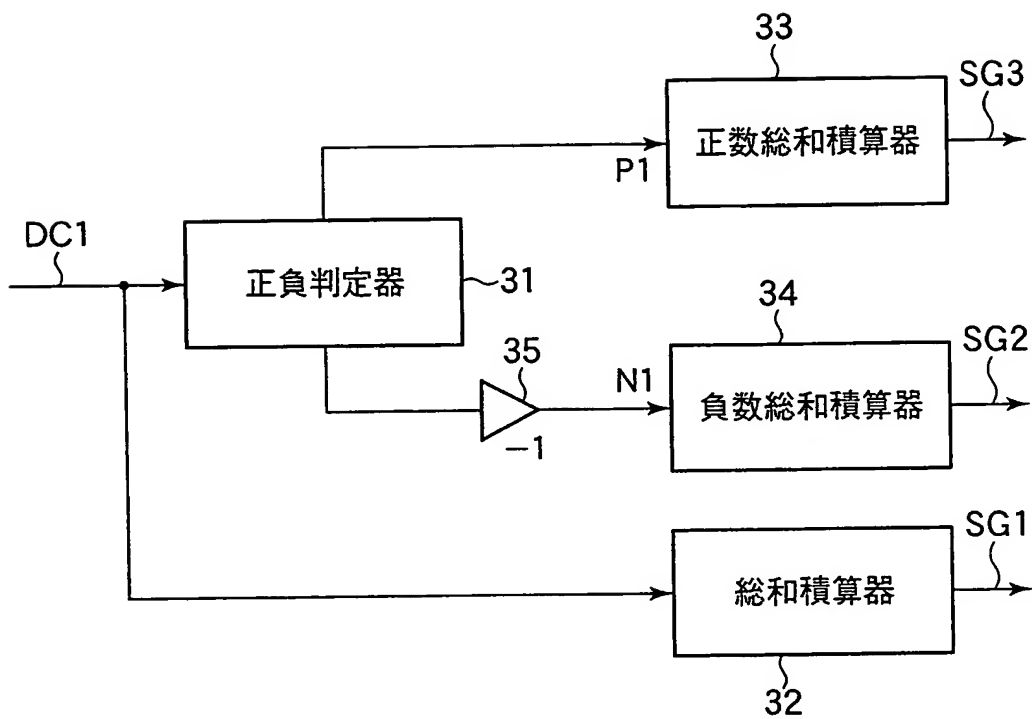 33
SG3
正数総和積算器
P1
DC1
正負判定器
31
34
SG2
35
N1
負数総和積算器
−1
SG1
総和積算器
32